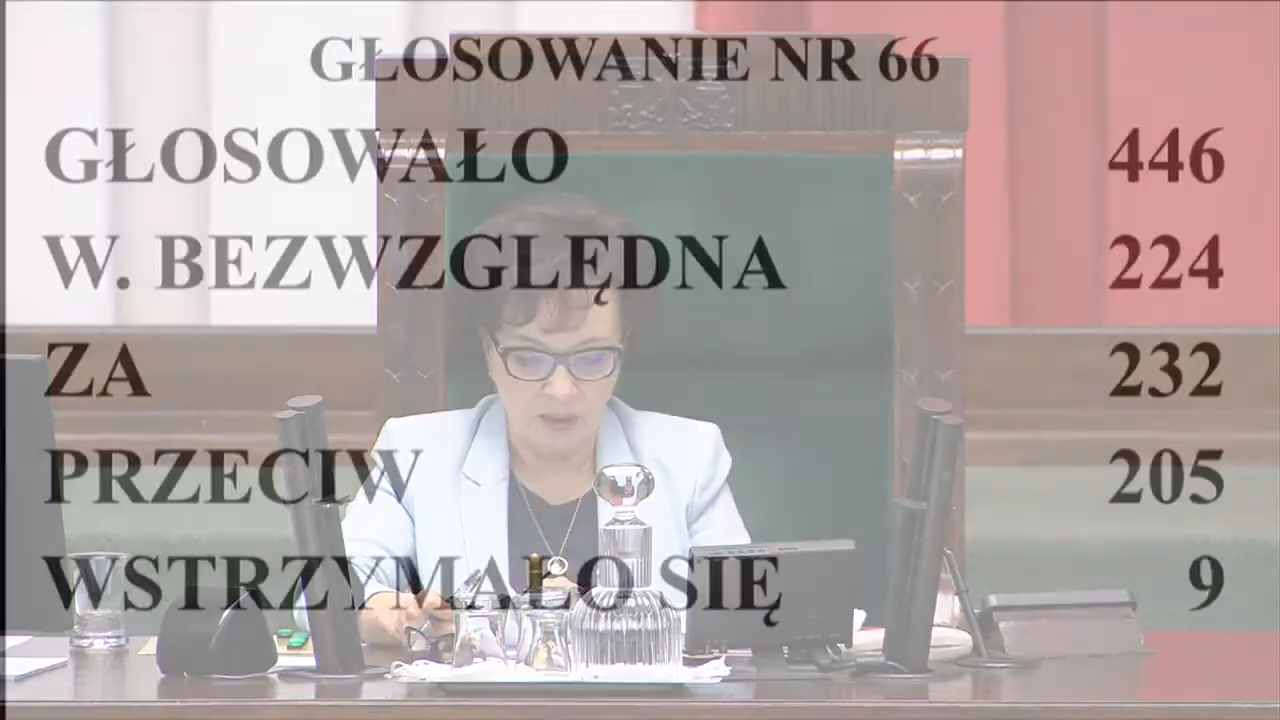 GŁOSOWANIE NR 66
GŁOSOWAŁO 446
W. BEZWZGLĘDNA 224
ZA 232
PRZECIW 205
WSTRZYMAŁO SIĘ 9